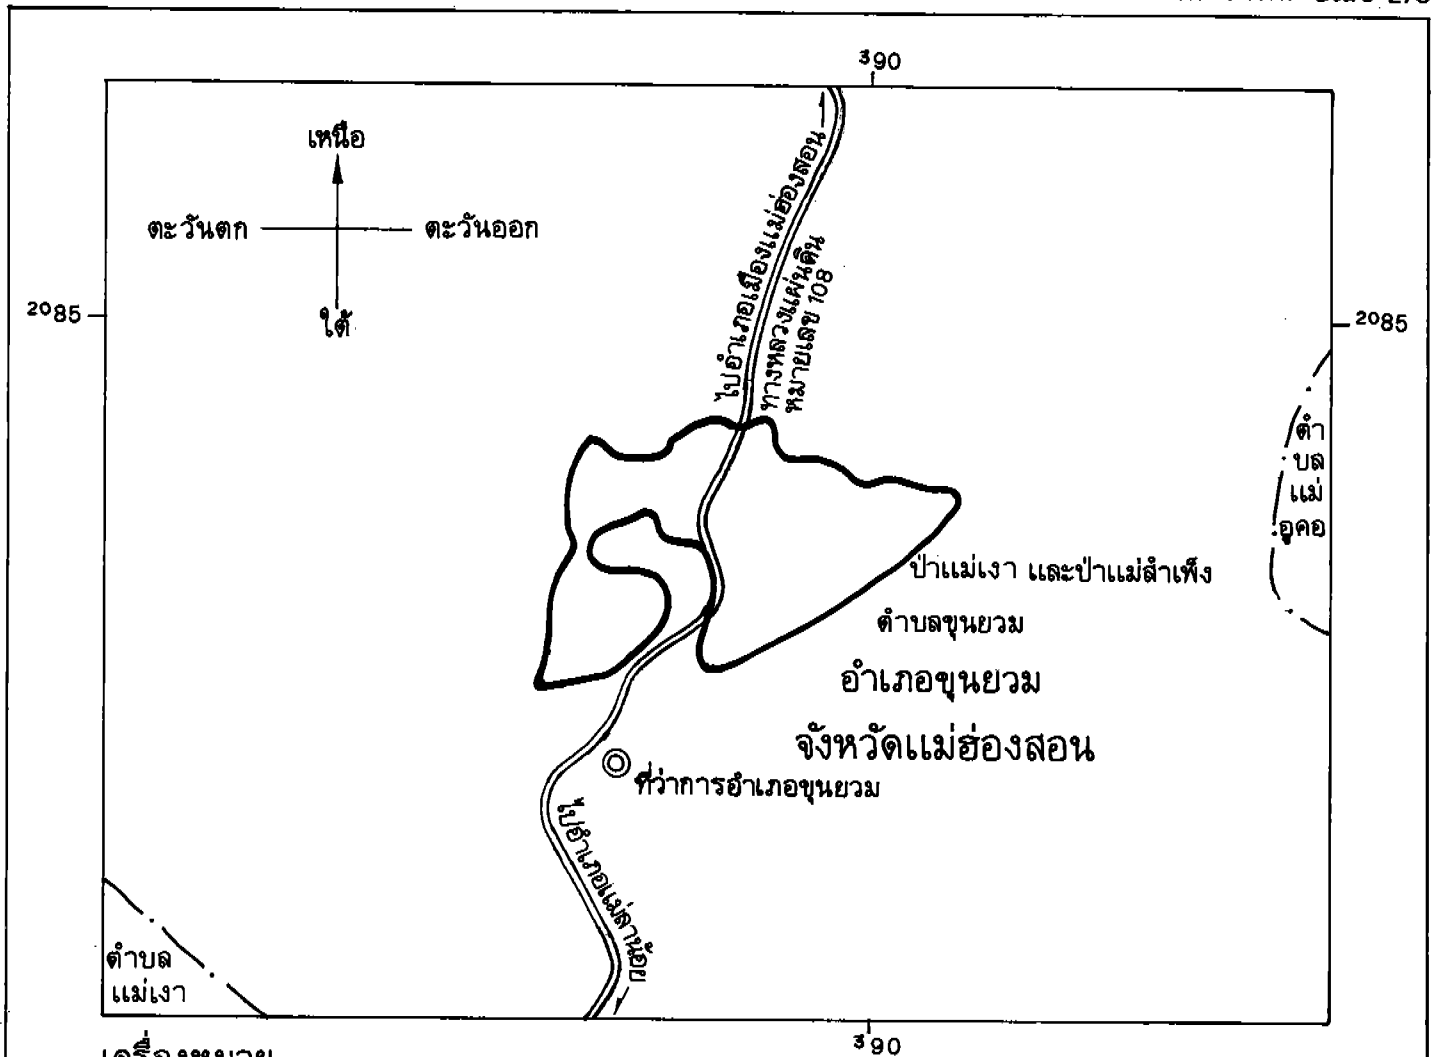 ³90
เหนือ
ตะวันตก
ตะวันออก
ใต้
²⁰85
²⁰85
ไปอำเภอเมืองแม่ฮ่องสอน
ทางหลวงแผ่นดิน
หมายเลข 108
ตำ
บล
แม่
อูคอ
ป่าแม่เงา และป่าแม่สำเพ็ง
ตำบลขุนยวม
อำเภอขุนยวม
จังหวัดแม่ฮ่องสอน
ที่ว่าการอำเภอขุนยวม
ไปอำเภอแม่ลาน้อย
ตำบล
แม่เงา
³90
เครื่องหมาย